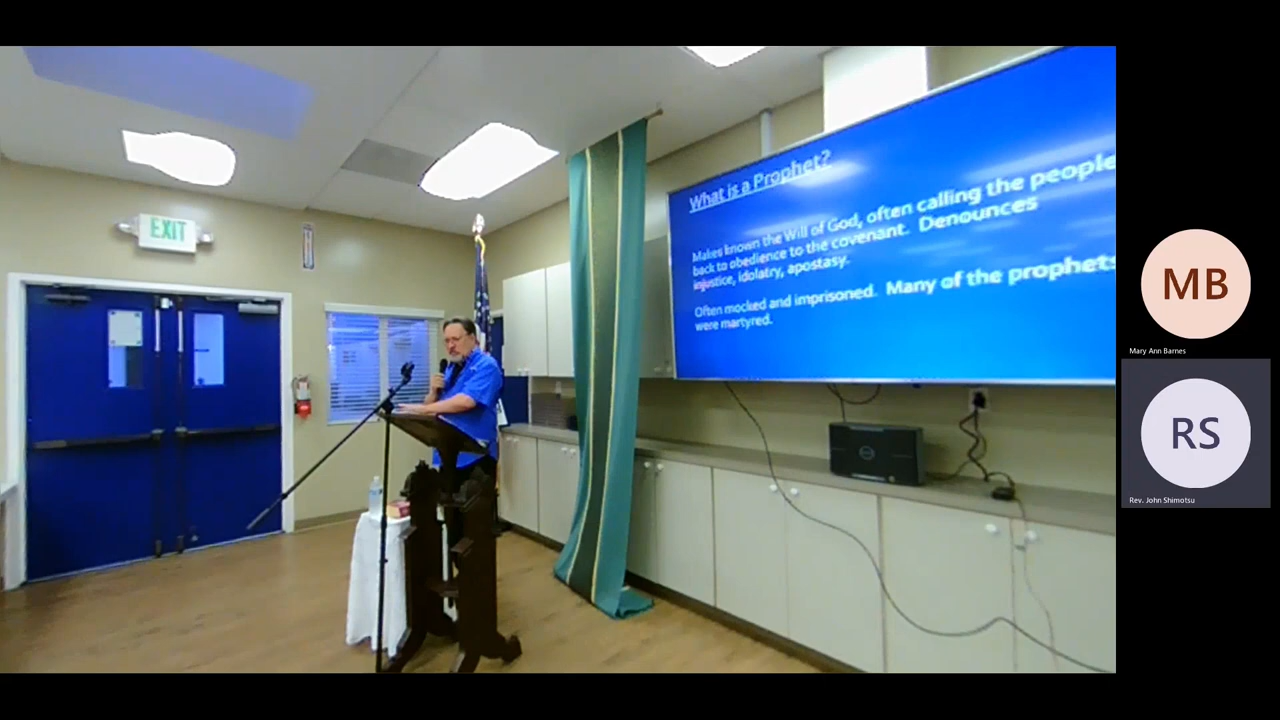 EXIT
What is a Prophet?
Makes known the Will of God, often calling the people
back to obedience to the covenant. Denounces
injustice, idolatry, apostasy.
Often mocked and imprisoned. Many of the prophets
were martyred.
MB
Mary Ann Barnes
RS
Rev. John Shimotsu